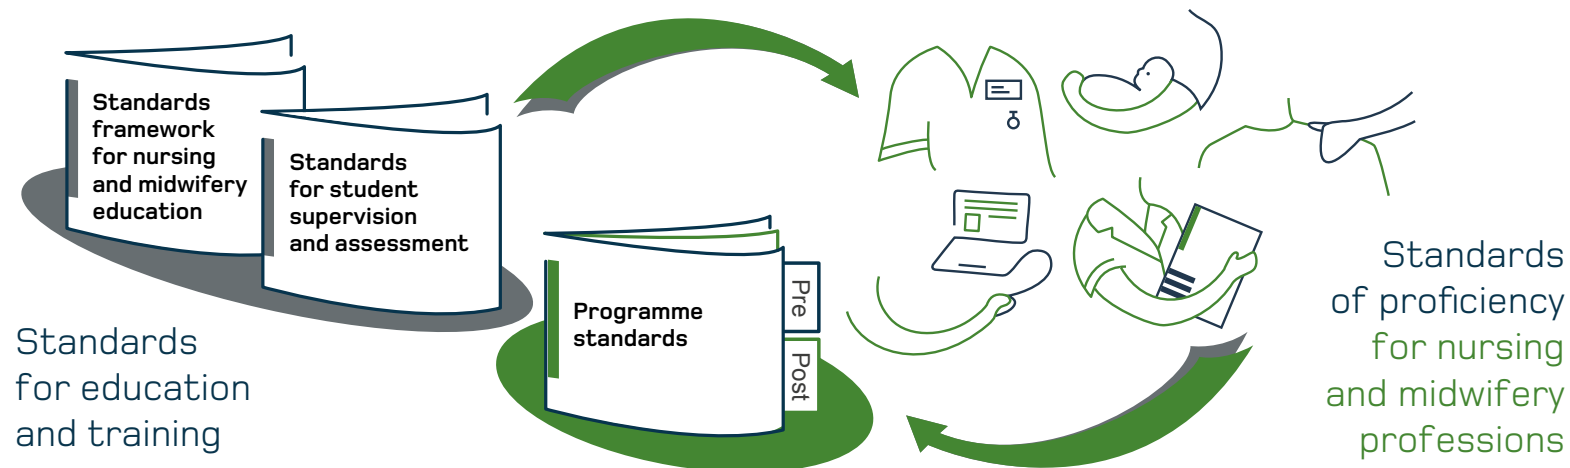 Standards
framework
for nursing
and midwifery
education
Standards
for student
supervision
and assessment
Programme
standards
Pre
Post
Standards
for education
and training
Standards
of proficiency
for nursing
and midwifery
professions